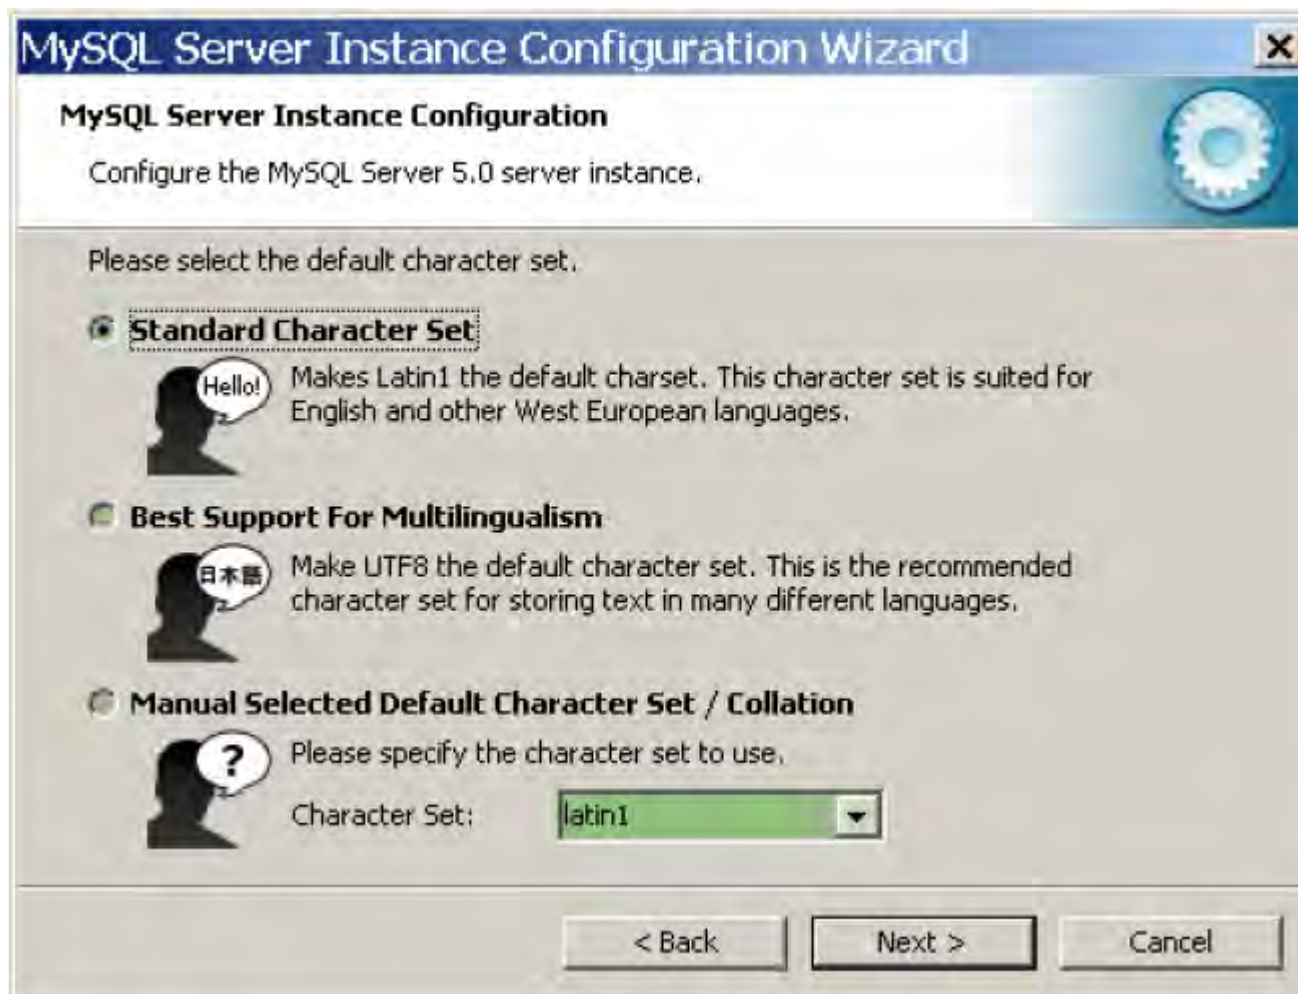 MySQL Server Instance Configuration Wizard
MySQL Server Instance Configuration
Configure the MySQL Server 5.0 server instance.
Please select the default character set.
Standard Character Set
Hello!
Makes Latin1 the default charset. This character set is suited for
English and other West European languages.
Best Support For Multilingualism
日本語
Make UTF8 the default character set. This is the recommended
character set for storing text in many different languages.
Manual Selected Default Character Set / Collation
?
Please specify the character set to use.
Character Set: latin1
< Back Next > Cancel